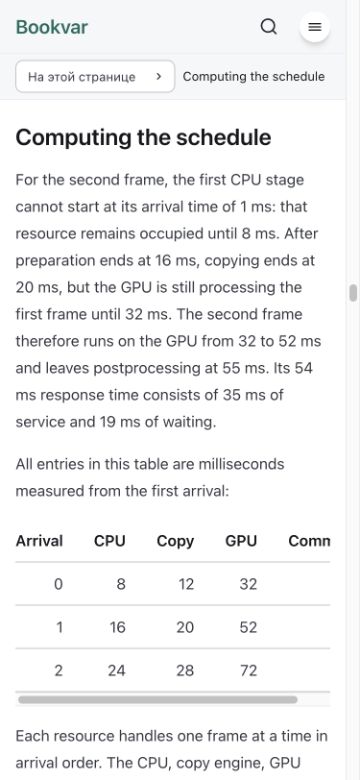 Bookvar
На этой странице
Computing the schedule
Computing the schedule
For the second frame, the first CPU stage
cannot start at its arrival time of 1 ms: that
resource remains occupied until 8 ms. After
preparation ends at 16 ms, copying ends at
20 ms, but the GPU is still processing the
first frame until 32 ms. The second frame
therefore runs on the GPU from 32 to 52 ms
and leaves postprocessing at 55 ms. Its 54
ms response time consists of 35 ms of
service and 19 ms of waiting.
All entries in this table are milliseconds
measured from the first arrival:
Arrival CPU Copy GPU Comm
0 8 12 32
1 16 20 52
2 24 28 72
Each resource handles one frame at a time in
arrival order. The CPU, copy engine, GPU